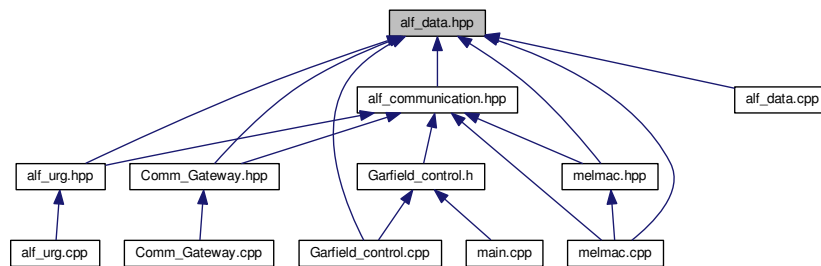 alf_data.hpp
alf_communication.hpp
alf_data.cpp
alf_urg.hpp
Comm_Gateway.hpp
Garfield_control.h
melmac.hpp
alf_urg.cpp
Comm_Gateway.cpp
Garfield_control.cpp
main.cpp
melmac.cpp